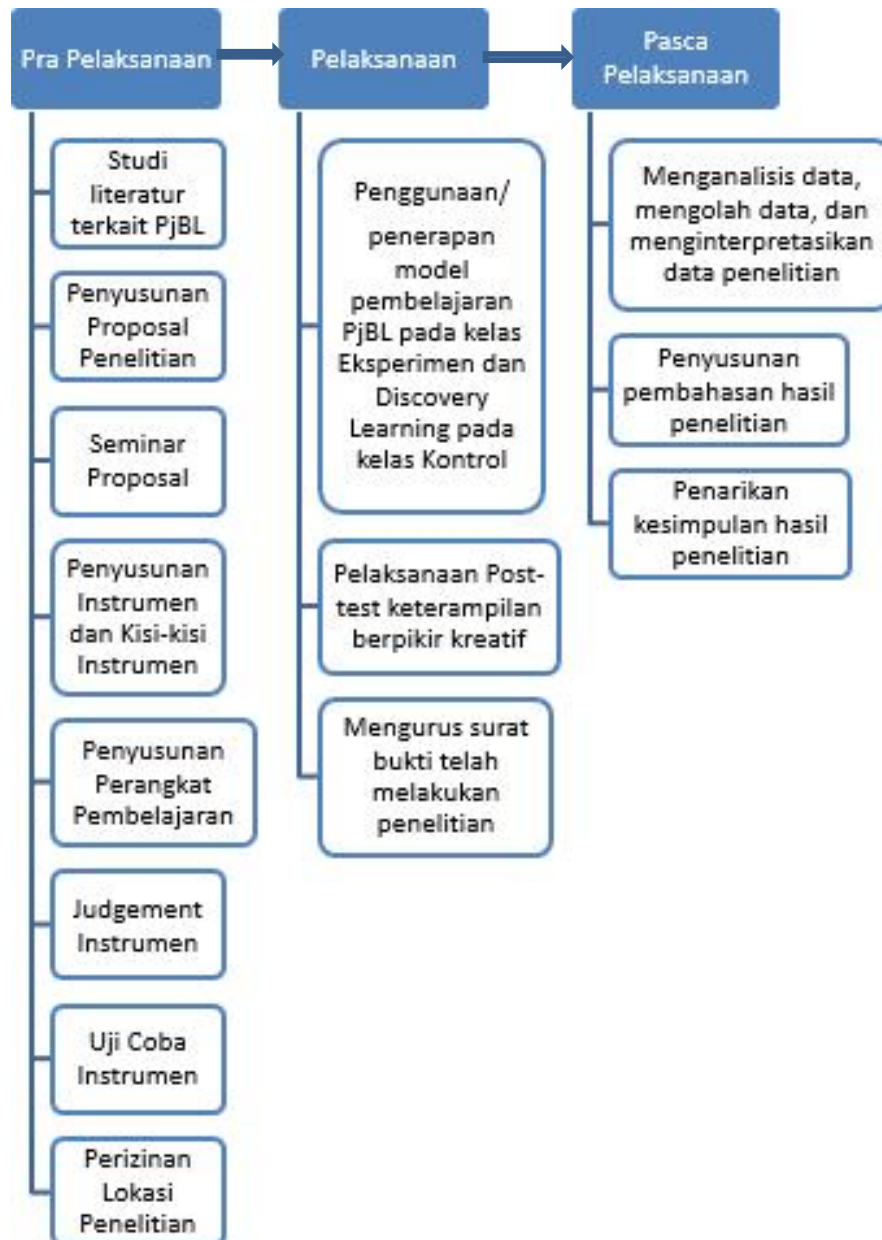 Pra Pelaksanaan
Studi
literatur
terkait PjBL
Penyusunan
Proposal
Penelitian
Seminar
Proposal
Penyusunan
Instrumen
dan Kisi-kisi
Instrumen
Penyusunan
Perangkat
Pembelajaran
Judgement
Instrumen
Uji Coba
Instrumen
Perizinan
Lokasi
Penelitian
Pelaksanaan
Penggunaan/
penerapan
model
pembelajaran
PjBL pada kelas
Eksperimen dan
Discovery
Learning pada
kelas Kontrol
Pelaksanaan Post-
test keterampilan
berpikir kreatif
Mengurus surat
bukti telah
melakukan
penelitian
Pasca
Pelaksanaan
Menganalisis data,
mengolah data, dan
menginterpretasikan
data penelitian
Penyusunan
pembahasan hasil
penelitian
Penarikan
kesimpulan hasil
penelitian